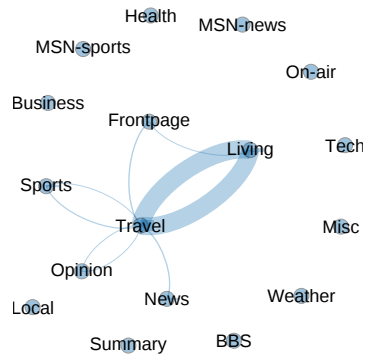 Health
MSN-news
MSN-sports
On-air
Business
Frontpage
Living
Tech
Sports
Travel
Misc
Opinion
News
Weather
Local
Summary
BBS